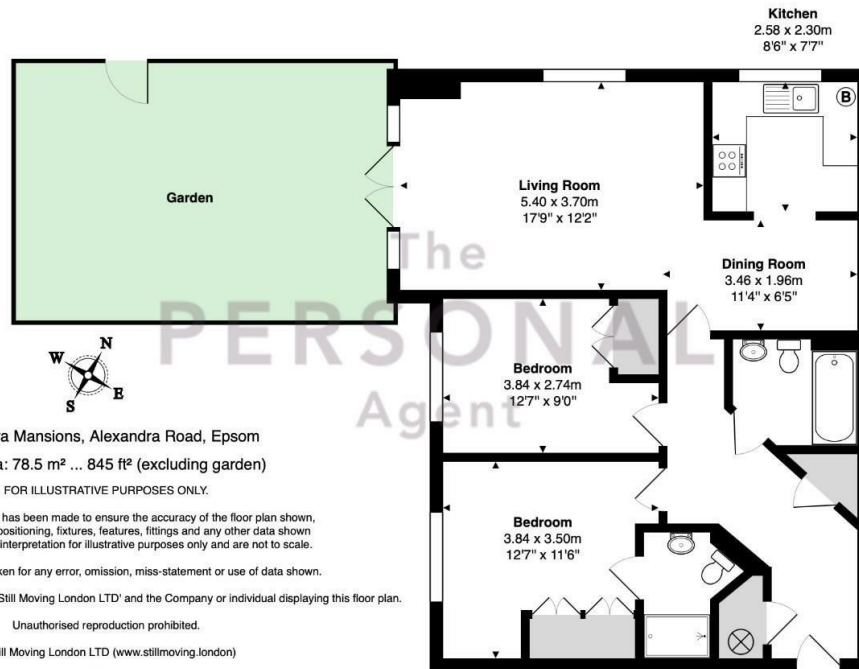 Kitchen
2.58 x 2.30m
8'6" x 7'7"
B
Garden
Living Room
5.40 x 3.70m
17'9" x 12'2"
Dining Room
3.46 x 1.96m
11'4" x 6'5"
The
PERSONAL
Agent
N
W
E
S
Bedroom
3.84 x 2.74m
12'7" x 9'0"
Mansions, Alexandra Road, Epsom
78.5 m² ... 845 ft² (excluding garden)
FOR ILLUSTRATIVE PURPOSES ONLY.
has been made to ensure the accuracy of the floor plan shown,
positioning, fixtures, features, fittings and any other data shown
interpretation for illustrative purposes only and are not to scale.
for any error, omission, miss-statement or use of data shown.
Still Moving London LTD' and the Company or individual displaying this floor plan.
Unauthorised reproduction prohibited.
Moving London LTD (www.stillmoving.london)
Bedroom
3.84 x 3.50m
12'7" x 11'6"